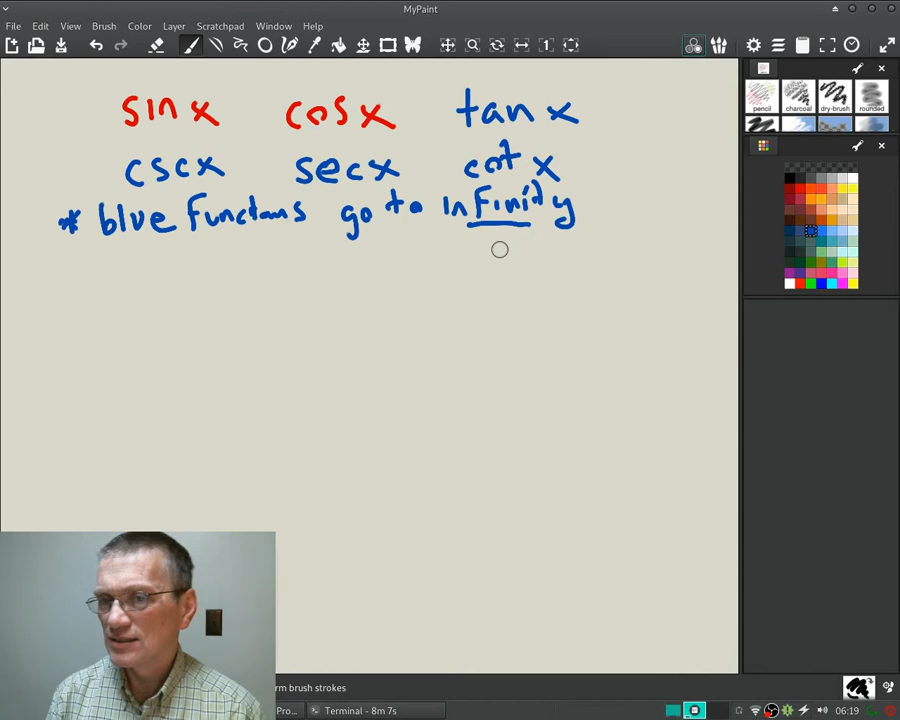 MyPaint
File Edit View Brush Color Layer Scratchpad Window Help
sin x cos x tan x
csc x sec x cot x
* blue functions go to infinity
pencil charcoal dry-brush rounded
rm brush strokes
Pro... Terminal - 8m 7s 06:19